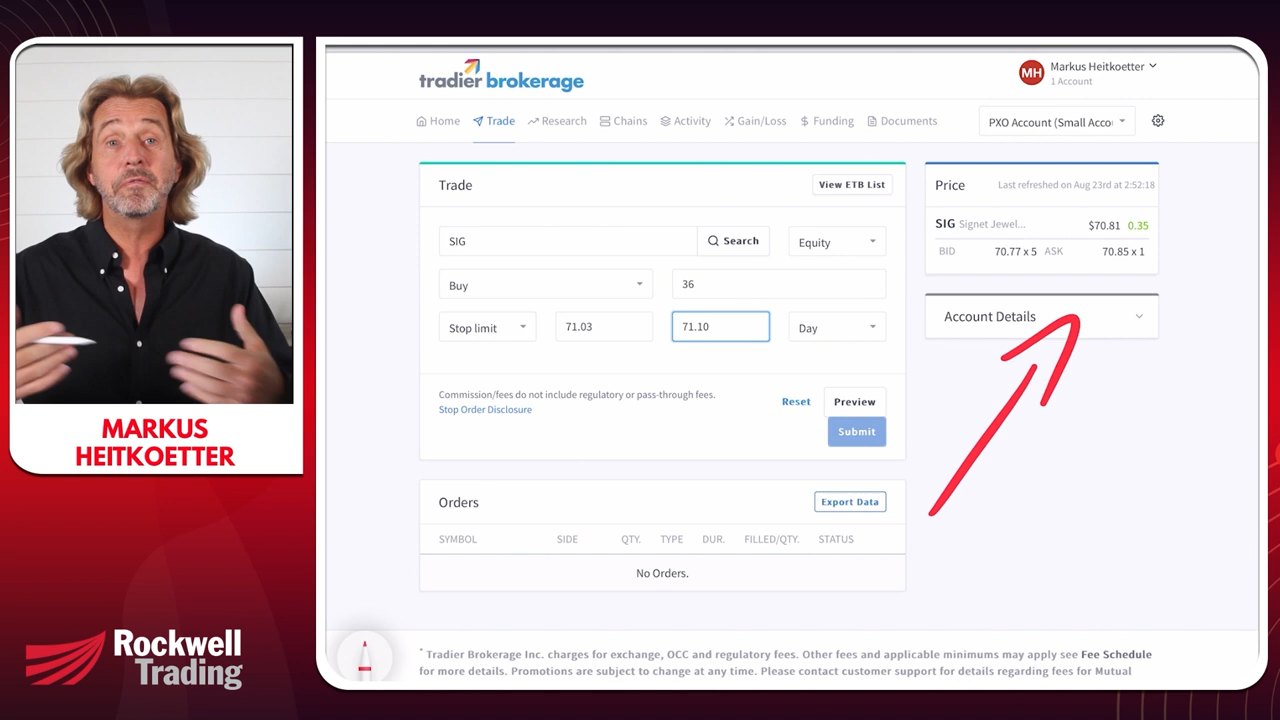 MARKUS
HEITKOETTER
Rockwell
Trading
tradier brokerage
MH
Markus Heitkoetter
1 Account
Home
Trade
Research
Chains
Activity
Gain/Loss
Funding
Documents
PXO Account (Small Acco
Trade
View ETB List
SIG
Search
Equity
Buy
36
Stop limit
71.03
71.10
Day
Commission/fees do not include regulatory or pass-through fees.
Stop Order Disclosure
Reset
Preview
Submit
Orders
Export Data
SYMBOL SIDE QTY. TYPE DUR. FILLED/QTY. STATUS
No Orders.
Price
Last refreshed on Aug 23rd at 2:52:18
SIG Signet Jewel... $70.81 0.35
BID 70.77 x 5 ASK 70.85 x 1
Account Details
* Tradier Brokerage Inc. charges for exchange, OCC and regulatory fees. Other fees and applicable minimums may apply see Fee Schedule
for more details. Promotions are subject to change at any time. Please contact customer support for details regarding fees for Mutual